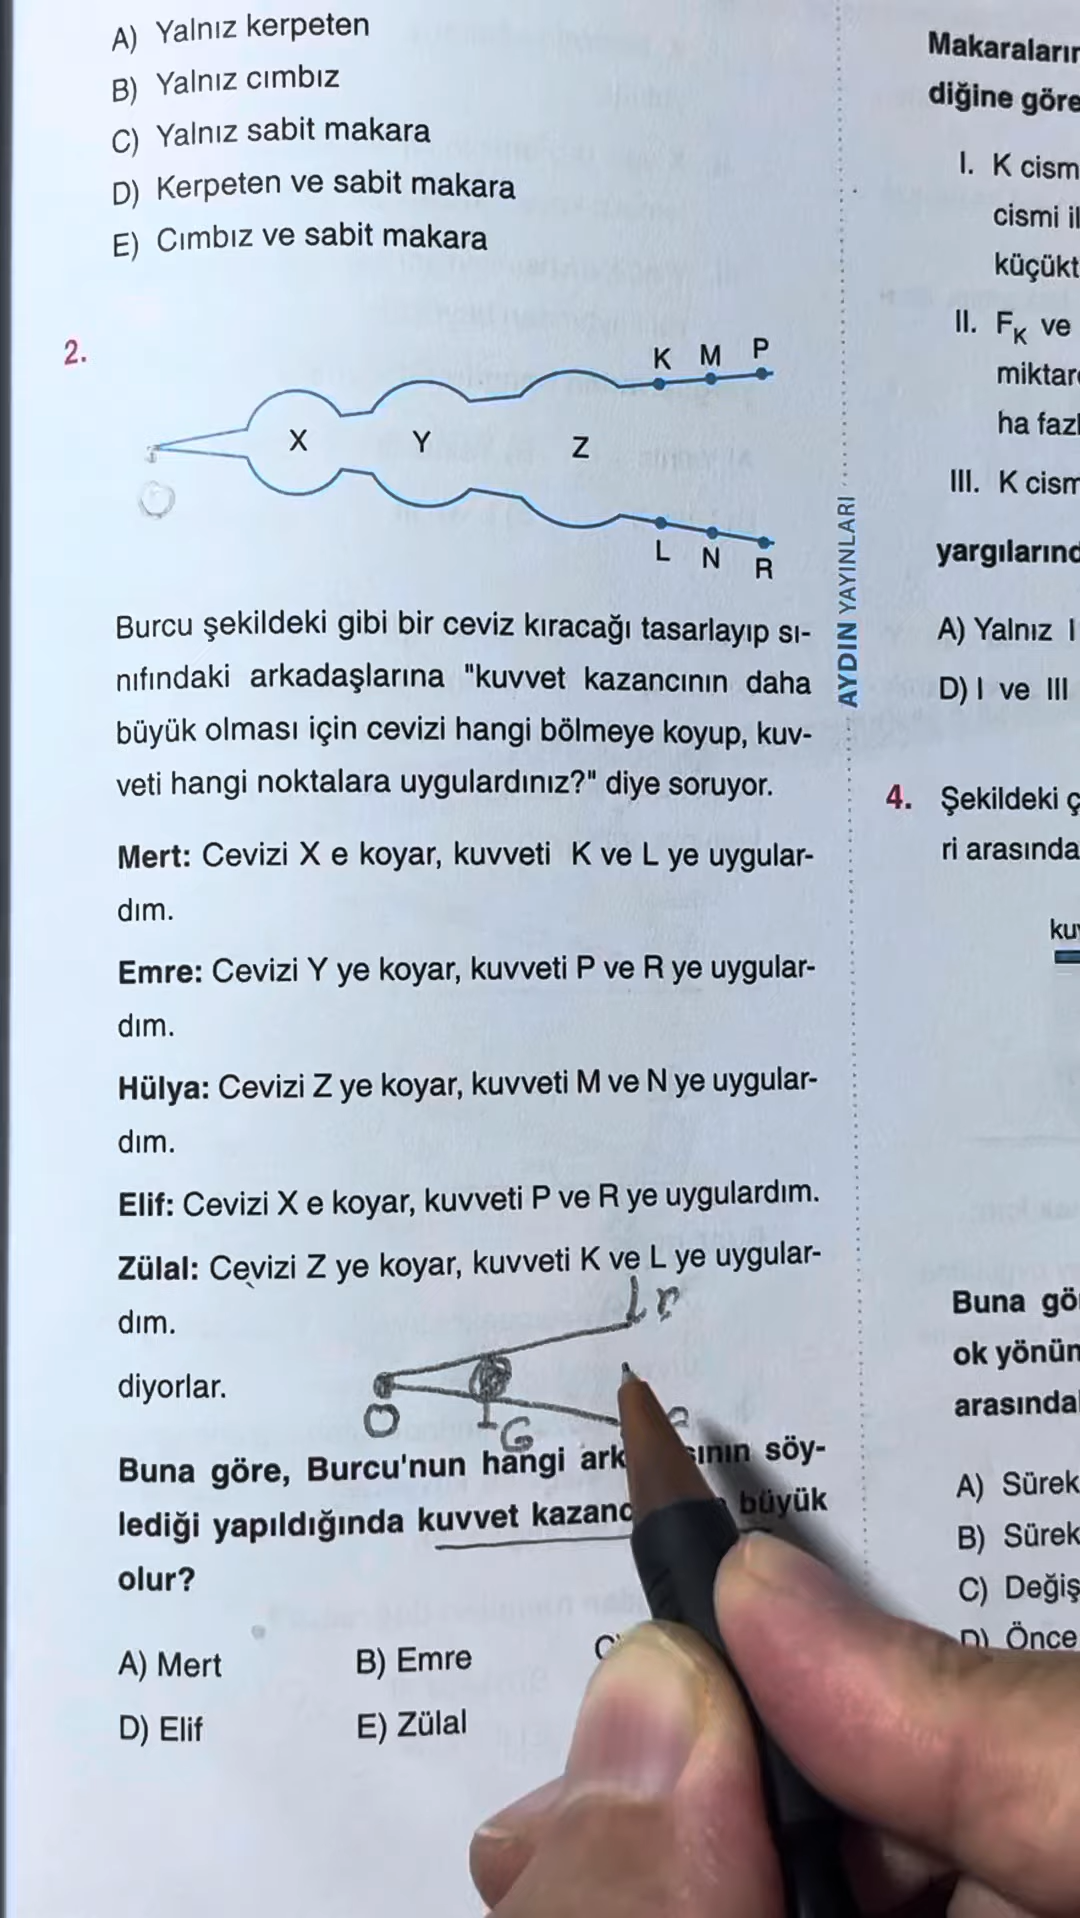 A) Yalnız kerpeten
B) Yalnız cımbız
C) Yalnız sabit makara
D) Kerpeten ve sabit makara
E) Cımbız ve sabit makara
2.
K M P
X Y Z
L N R
Burcu şekildeki gibi bir ceviz kıracağı tasarlayıp sı-
nıfındaki arkadaşlarına "kuvvet kazancının daha
büyük olması için cevizi hangi bölmeye koyup, kuv-
veti hangi noktalara uygulardınız?" diye soruyor.
Mert: Cevizi X e koyar, kuvveti K ve L ye uygular-
dım.
Emre: Cevizi Y ye koyar, kuvveti P ve R ye uygular-
dım.
Hülya: Cevizi Z ye koyar, kuvveti M ve N ye uygular-
dım.
Elif: Cevizi X e koyar, kuvveti P ve R ye uygulardım.
Zülal: Cevizi Z ye koyar, kuvveti K ve L ye uygular-
dım.
diyorlar.
O
G
Buna göre, Burcu'nun hangi söy-
lediği yapıldığında kuvvet büyük
olur?
A) Mert B) Emre
D) Elif E) Zülal
AYDIN YAYINLARI
Makaraların
diğine göre
I. K cism
cismi il
küçükt
II. FK ve
miktar
ha fazl
III. K cism
yargılarınd
A) Yalnız I
D) I ve III
4. Şekildeki ç
ri arasında
ku
Buna gö
ok yönün
arasında
A) Sürek
B) Sürek
C) Değiş
D) Önce